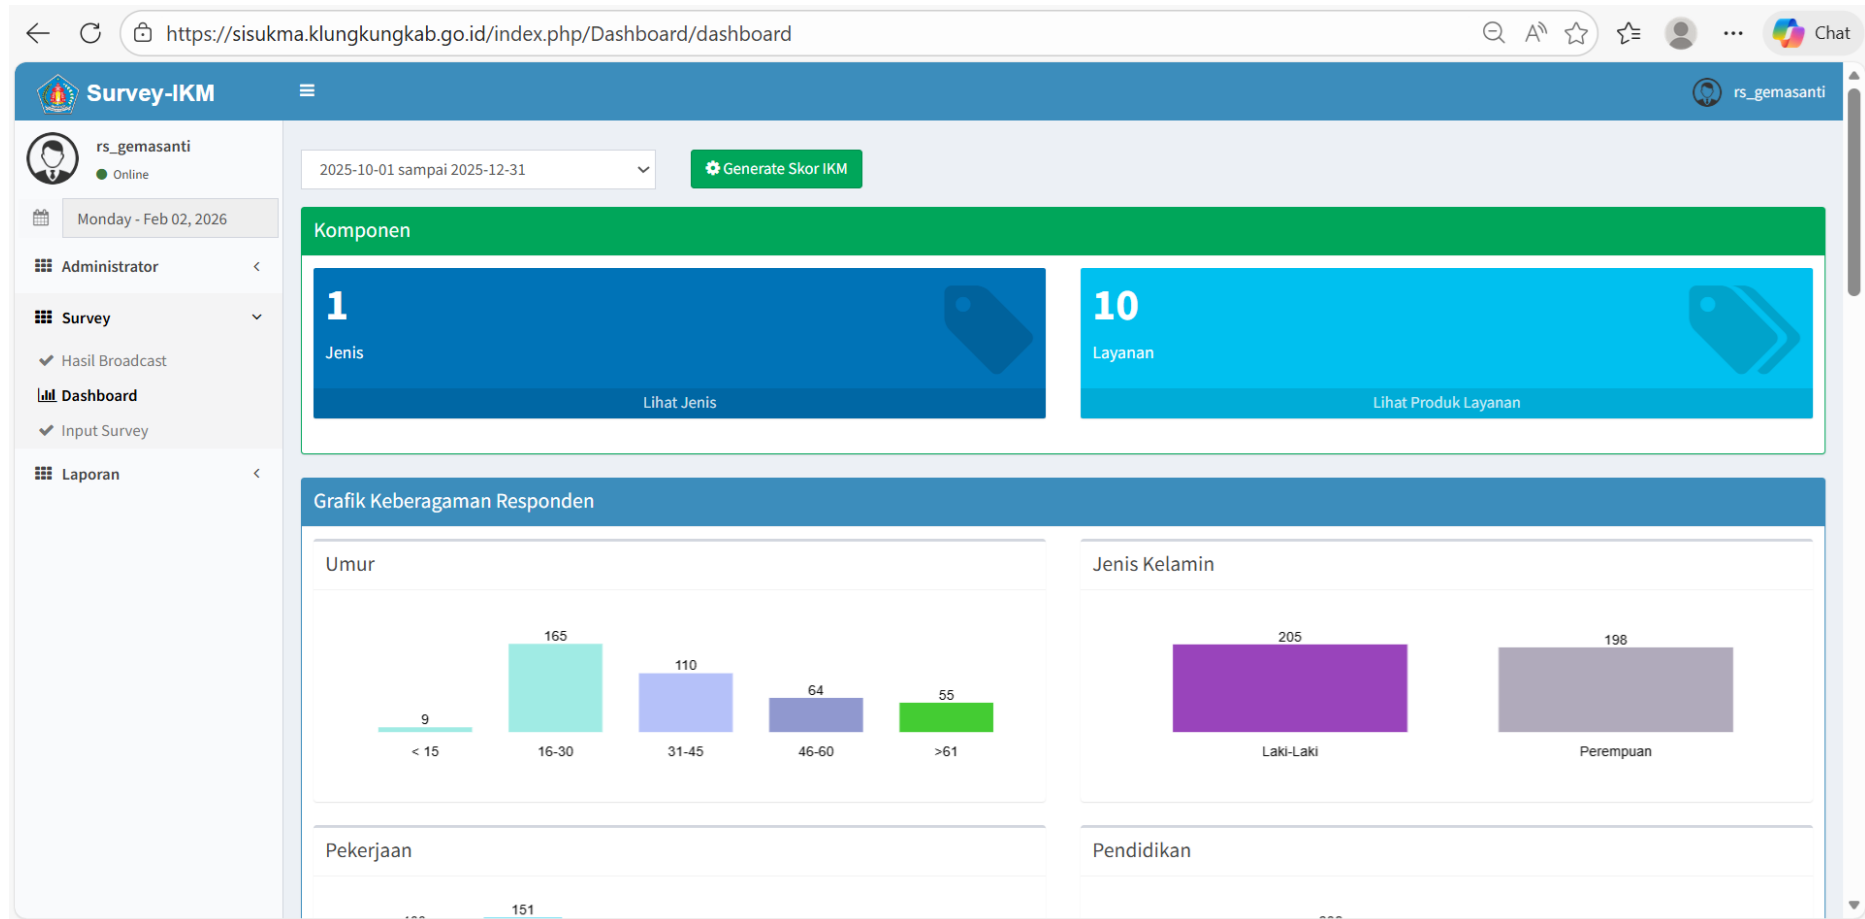 https://sisukma.klungkungkab.go.id/index.php/Dashboard/dashboard
Chat
Survey-IKM
rs_gemasanti
rs_gemasanti
Online
Monday - Feb 02, 2026
Administrator
Survey
Hasil Broadcast
Dashboard
Input Survey
Laporan
2025-10-01 sampai 2025-12-31
Generate Skor IKM
Komponen
1
Jenis
Lihat Jenis
10
Layanan
Lihat Produk Layanan
Grafik Keberagaman Responden
Umur
165
110
64
55
9
< 15 16-30 31-45 46-60 >61
Jenis Kelamin
205
198
Laki-Laki Perempuan
Pekerjaan
151
Pendidikan